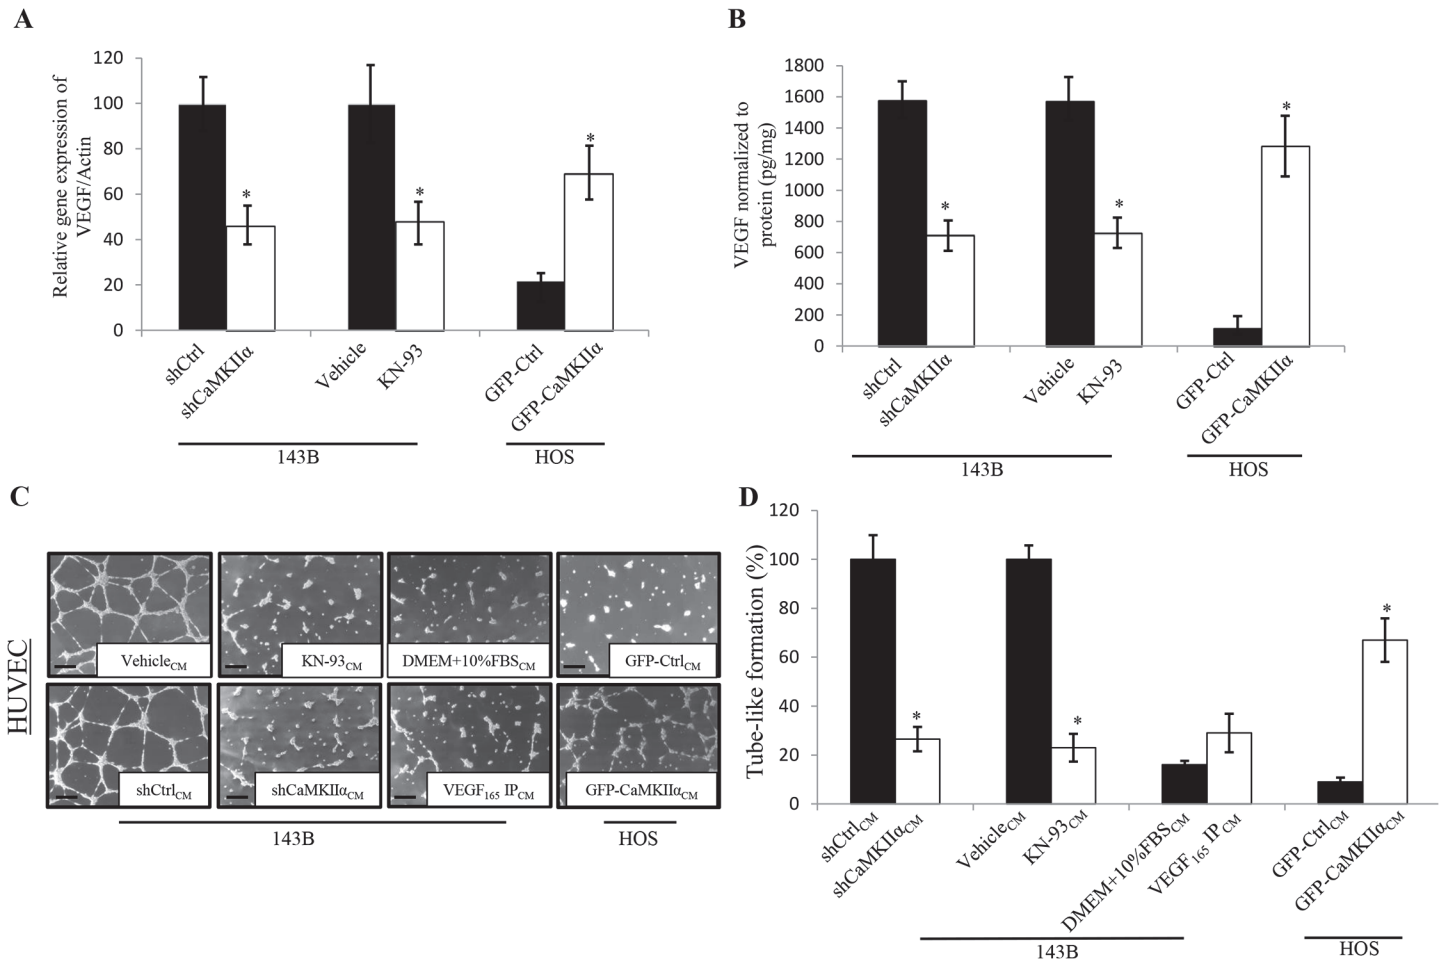 A
Relative gene expression of
VEGF/Actin
120
100
80
60
40
20
0
*
*
*
shCtrl
shCaMKIIα
Vehicle
KN-93
GFP-Ctrl
GFP-CaMKIIα
143B
HOS
B
VEGF normalized to
protein (pg/mg)
1800
1600
1400
1200
1000
800
600
400
200
0
*
*
*
shCtrl
shCaMKIIα
Vehicle
KN-93
GFP-Ctrl
GFP-CaMKIIα
143B
HOS
C
HUVEC
VehicleCM
KN-93CM
DMEM+10%FBSCM
GFP-CtrlCM
shCtrlCM
shCaMKIIαCM
VEGF165 IPCM
GFP-CaMKIIαCM
143B
HOS
D
Tube-like formation (%)
120
100
80
60
40
20
0
*
*
*
shCtrlCM
shCaMKIIαCM
VehicleCM
KN-93CM
DMEM+10%FBSCM
VEGF165 IPCM
GFP-CtrlCM
GFP-CaMKIIαCM
143B
HOS